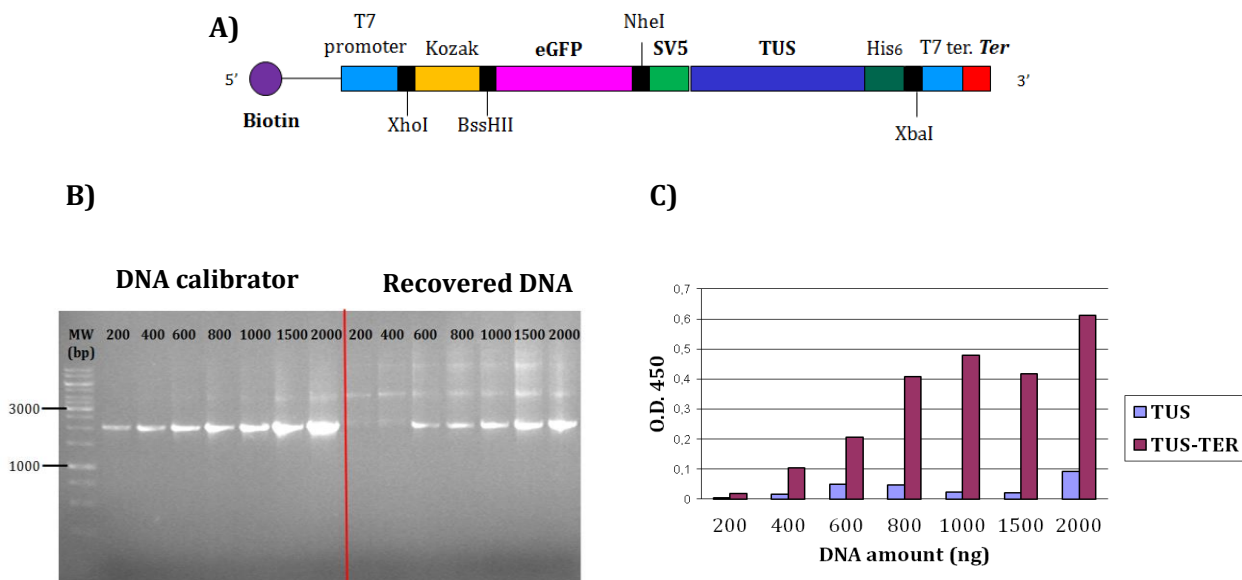 A)
T7 promoter
Kozak
eGFP
NheI
SV5
TUS
His6
T7 ter.
Ter
5’
3’
Biotin
XhoI
BssHII
XbaI
B)
DNA calibrator
Recovered DNA
MW (bp)
200 400 600 800 1000 1500 2000 200 400 600 800 1000 1500 2000
3000
1000
C)
0,7
0,6
0,5
0,4
0,3
0,2
0,1
0
O.D. 450
200 400 600 800 1000 1500 2000
DNA amount (ng)
TUS
TUS-TER